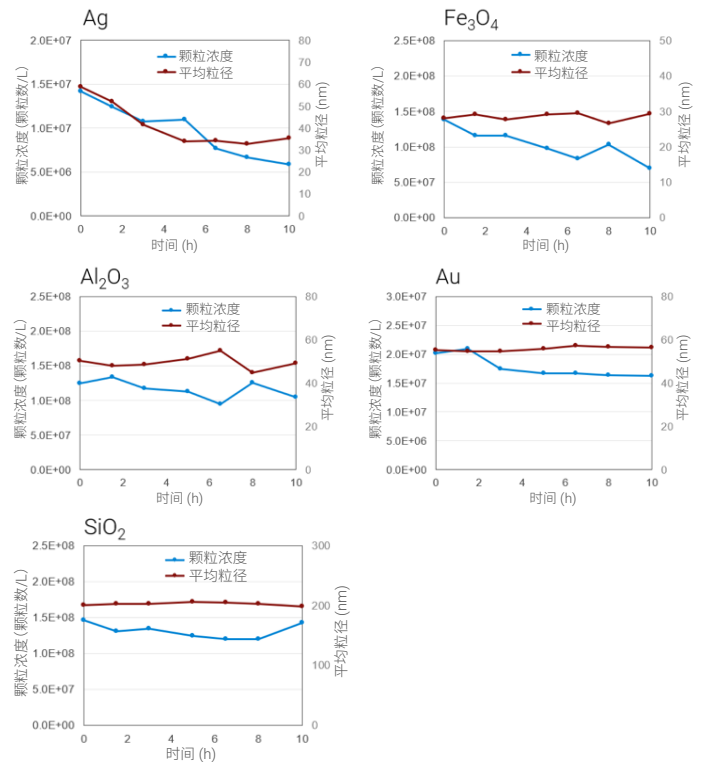 Ag
2.0E+07
1.5E+07
1.0E+07
5.0E+06
0.0E+00
80
70
60
50
40
30
20
10
0
0 2 4 6 8 10
颗粒浓度
平均粒径
颗粒浓度(颗粒数/L)
平均粒径 (nm)
时间 (h)
Fe3O4
2.5E+08
2.0E+08
1.5E+08
1.0E+08
5.0E+07
0.0E+00
50
40
30
20
10
0
0 2 4 6 8 10
颗粒浓度
平均粒径
颗粒浓度(颗粒数/L)
平均粒径 (nm)
时间 (h)
Al2O3
2.5E+08
2.0E+08
1.5E+08
1.0E+08
5.0E+07
0.0E+00
80
60
40
20
0
0 2 4 6 8 10
颗粒浓度
平均粒径
颗粒浓度(颗粒数/L)
平均粒径 (nm)
时间 (h)
Au
3.0E+07
2.5E+07
2.0E+07
1.5E+07
1.0E+07
5.0E+06
0.0E+00
80
60
40
20
0
0 2 4 6 8 10
颗粒浓度
平均粒径
颗粒浓度(颗粒数/L)
平均粒径 (nm)
时间 (h)
SiO2
2.5E+08
2.0E+08
1.5E+08
1.0E+08
5.0E+07
0.0E+00
300
200
100
0
0 2 4 6 8 10
颗粒浓度
平均粒径
颗粒浓度(颗粒数/L)
平均粒径 (nm)
时间 (h)